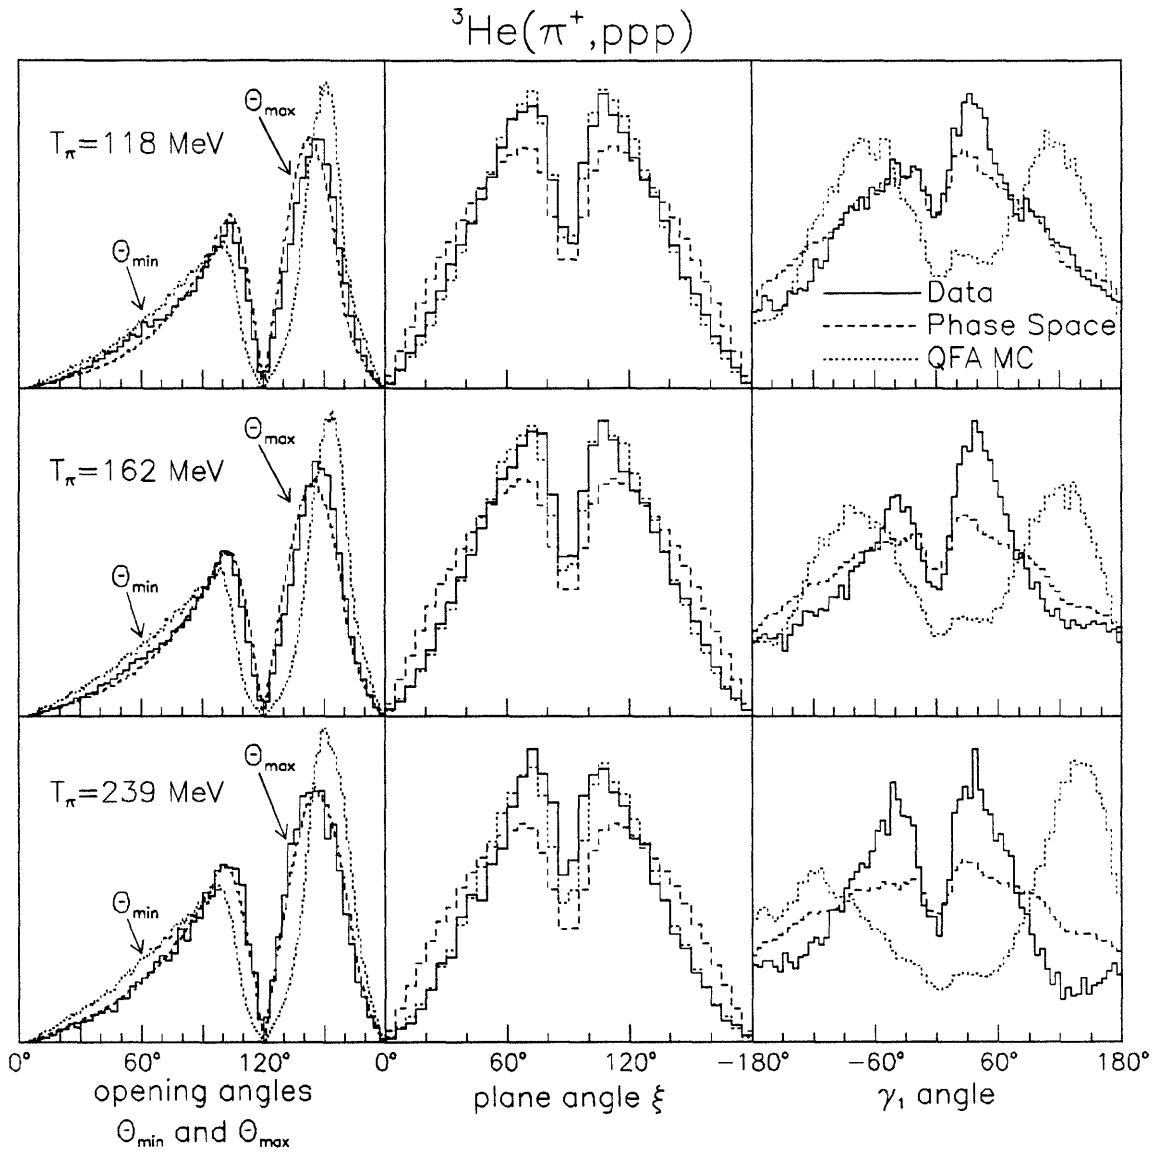 ³He(π⁺,ppp)
Θmax
Tπ=118 MeV
Θmin
Data
Phase Space
QFA MC
Θmax
Tπ=162 MeV
Θmin
Θmax
Tπ=239 MeV
Θmin
0° 60° 120° 0° 60° 120° −180° −60° 60° 180°
opening angles
Θmin and Θmax
plane angle ξ
γ₁ angle